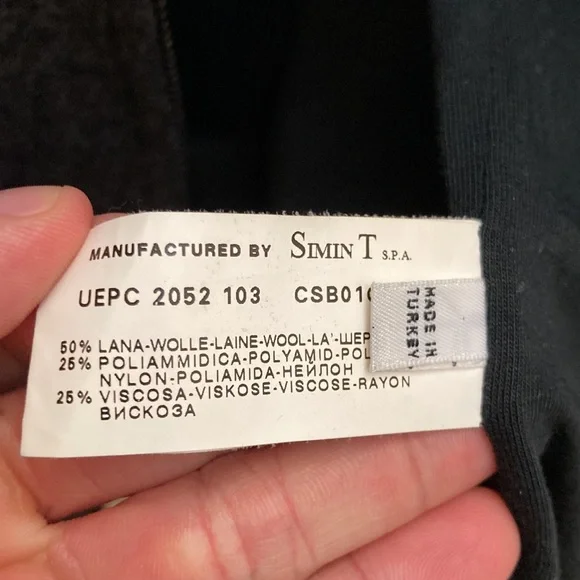 MANUFACTURED BY SIMIN T S.P.A.
UEPC 2052 103 CSB01
50% LANA-WOLLE-LAINE-WOOL-LA'-ШЕР
25% POLIAMMIDICA-POLYAMID-POL
NYLON-POLIAMIDA-НЕЙЛОН
25% VISCOSA-VISKOSE-VISCOSE-RAYON
ВИСКОЗА
MADE IN
TURKEY